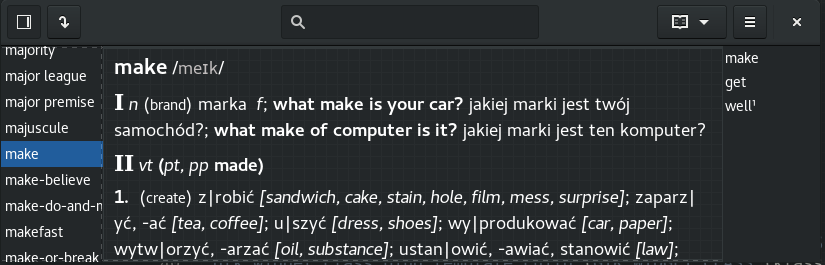 majority
major league
major premise
majuscule
make
make-believe
make-do-and-m
makefast
make-or-break
make /meɪk/
I n (brand) marka f; what make is your car? jakiej marki jest twój
samochód?; what make of computer is it? jakiej marki jest ten komputer?
II vt (pt, pp made)
1. (create) z|robić [sandwich, cake, stain, hole, film, mess, surprise]; zaparz|
yć, -ać [tea, coffee]; u|szyć [dress, shoes]; wy|produkować [car, paper];
wytw|orzyć, -arzać [oil, substance]; ustan|owić, -awiać, stanowić [law];
make
get
well¹